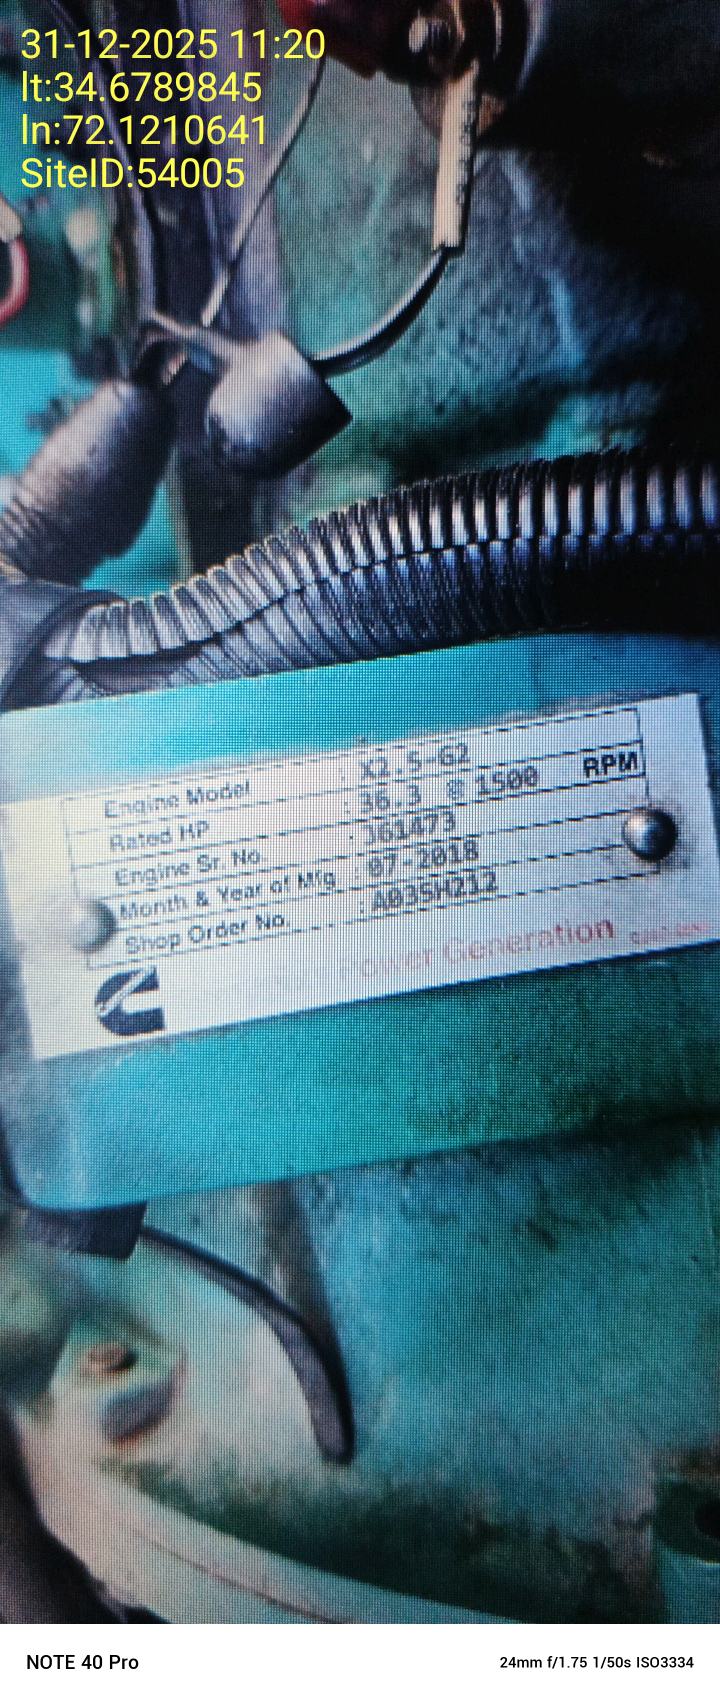 31-12-2025 11:20
lt:34.6789845
ln:72.1210641
SiteID:54005
Engine Model : X2.5-G2
Rated HP : 36.3 @ 1500 RPM
Engine Sr. No. : J61473
Month & Year of Mfg : 07-2018
Shop Order No. : A03SH212
Power Generation
NOTE 40 Pro
24mm f/1.75 1/50s ISO3334